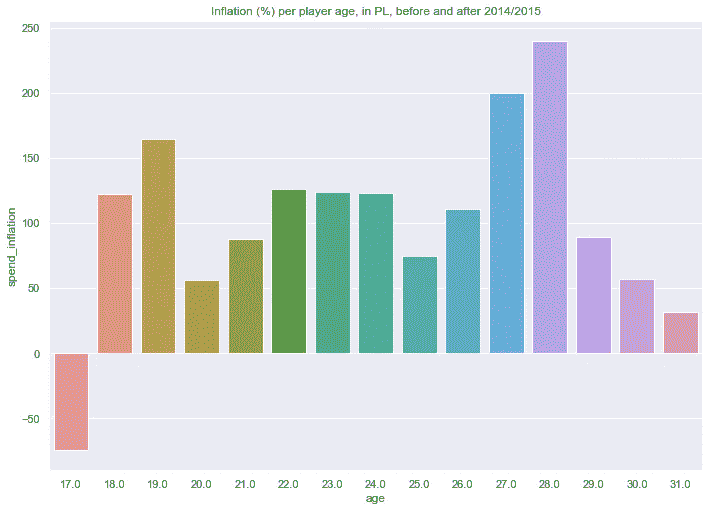 Inflation (%) per player age, in PL, before and after 2014/2015
250
200
150
100
50
0
−50
spend_inflation
17.0 18.0 19.0 20.0 21.0 22.0 23.0 24.0 25.0 26.0 27.0 28.0 29.0 30.0 31.0
age